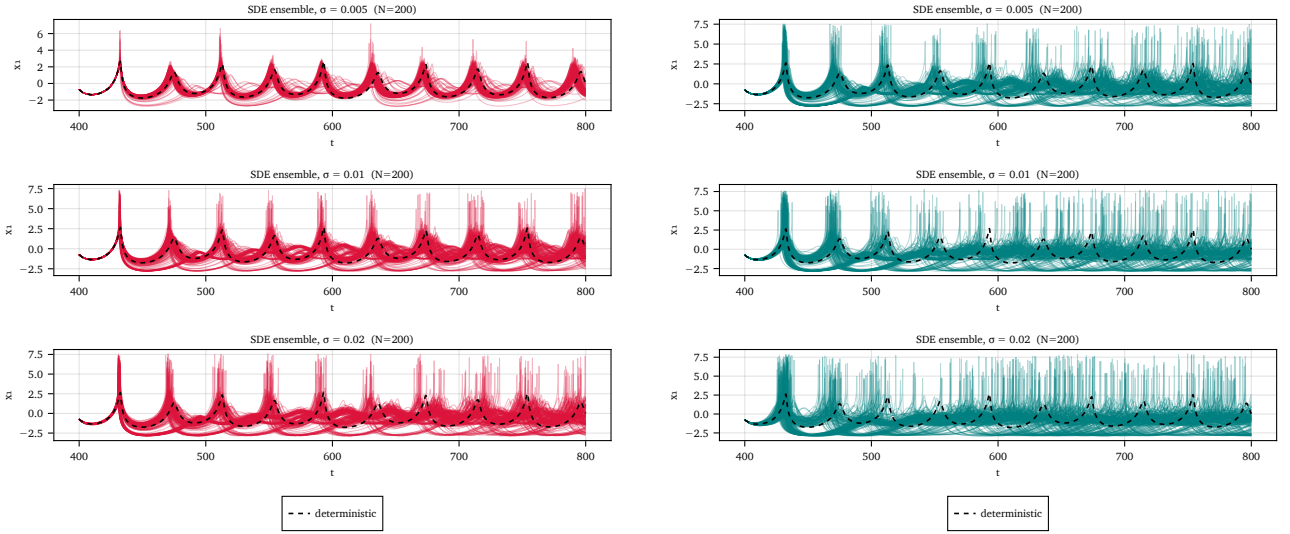 SDE ensemble, σ = 0.005 (N=200)
x₁
6
4
2
0
−2
400 500 600 700 800
t
SDE ensemble, σ = 0.01 (N=200)
x₁
7.5
5.0
2.5
0.0
−2.5
400 500 600 700 800
t
SDE ensemble, σ = 0.02 (N=200)
x₁
7.5
5.0
2.5
0.0
−2.5
400 500 600 700 800
t
deterministic
SDE ensemble, σ = 0.005 (N=200)
x₁
7.5
5.0
2.5
0.0
−2.5
400 500 600 700 800
t
SDE ensemble, σ = 0.01 (N=200)
x₁
7.5
5.0
2.5
0.0
−2.5
400 500 600 700 800
t
SDE ensemble, σ = 0.02 (N=200)
x₁
7.5
5.0
2.5
0.0
−2.5
400 500 600 700 800
t
deterministic